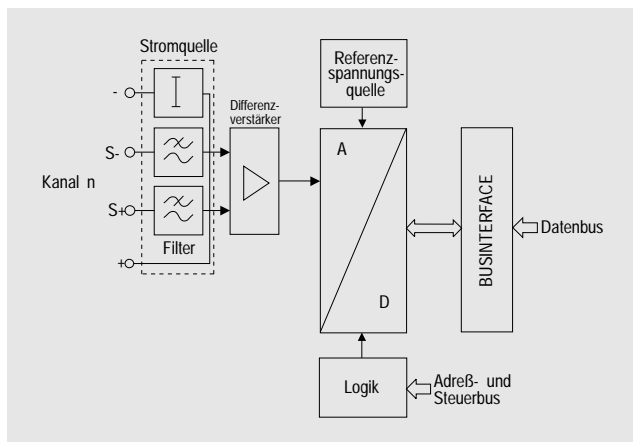 Stromquelle
Referenz-
spannungs-
quelle
-
I
Differenz-
verstärker
S-
A
Kanal n
S+
Filter
+
D
BUSINTERFACE
Datenbus
Logik
Adreß- und
Steuerbus